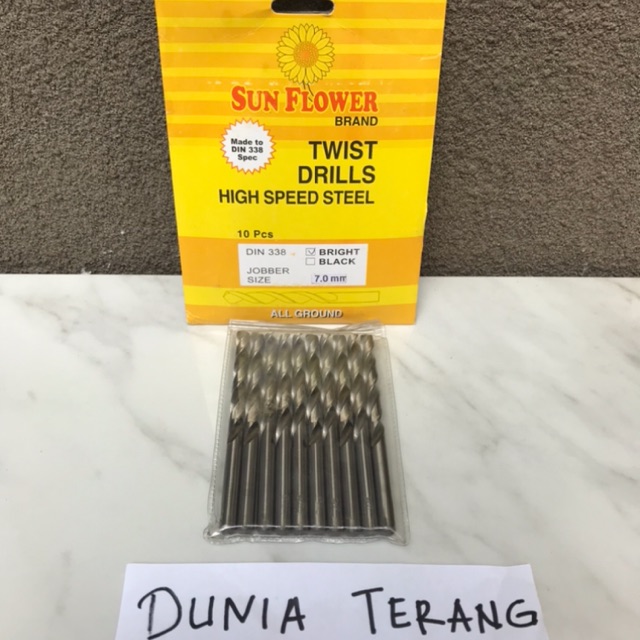 SUN FLOWER
BRAND
Made to
DIN 338
Spec
TWIST
DRILLS
HIGH SPEED STEEL
10 Pcs
DIN 338 ☑ BRIGHT
☐ BLACK
JOBBER
SIZE 7.0 mm
ALL GROUND
DUNIA TERANG